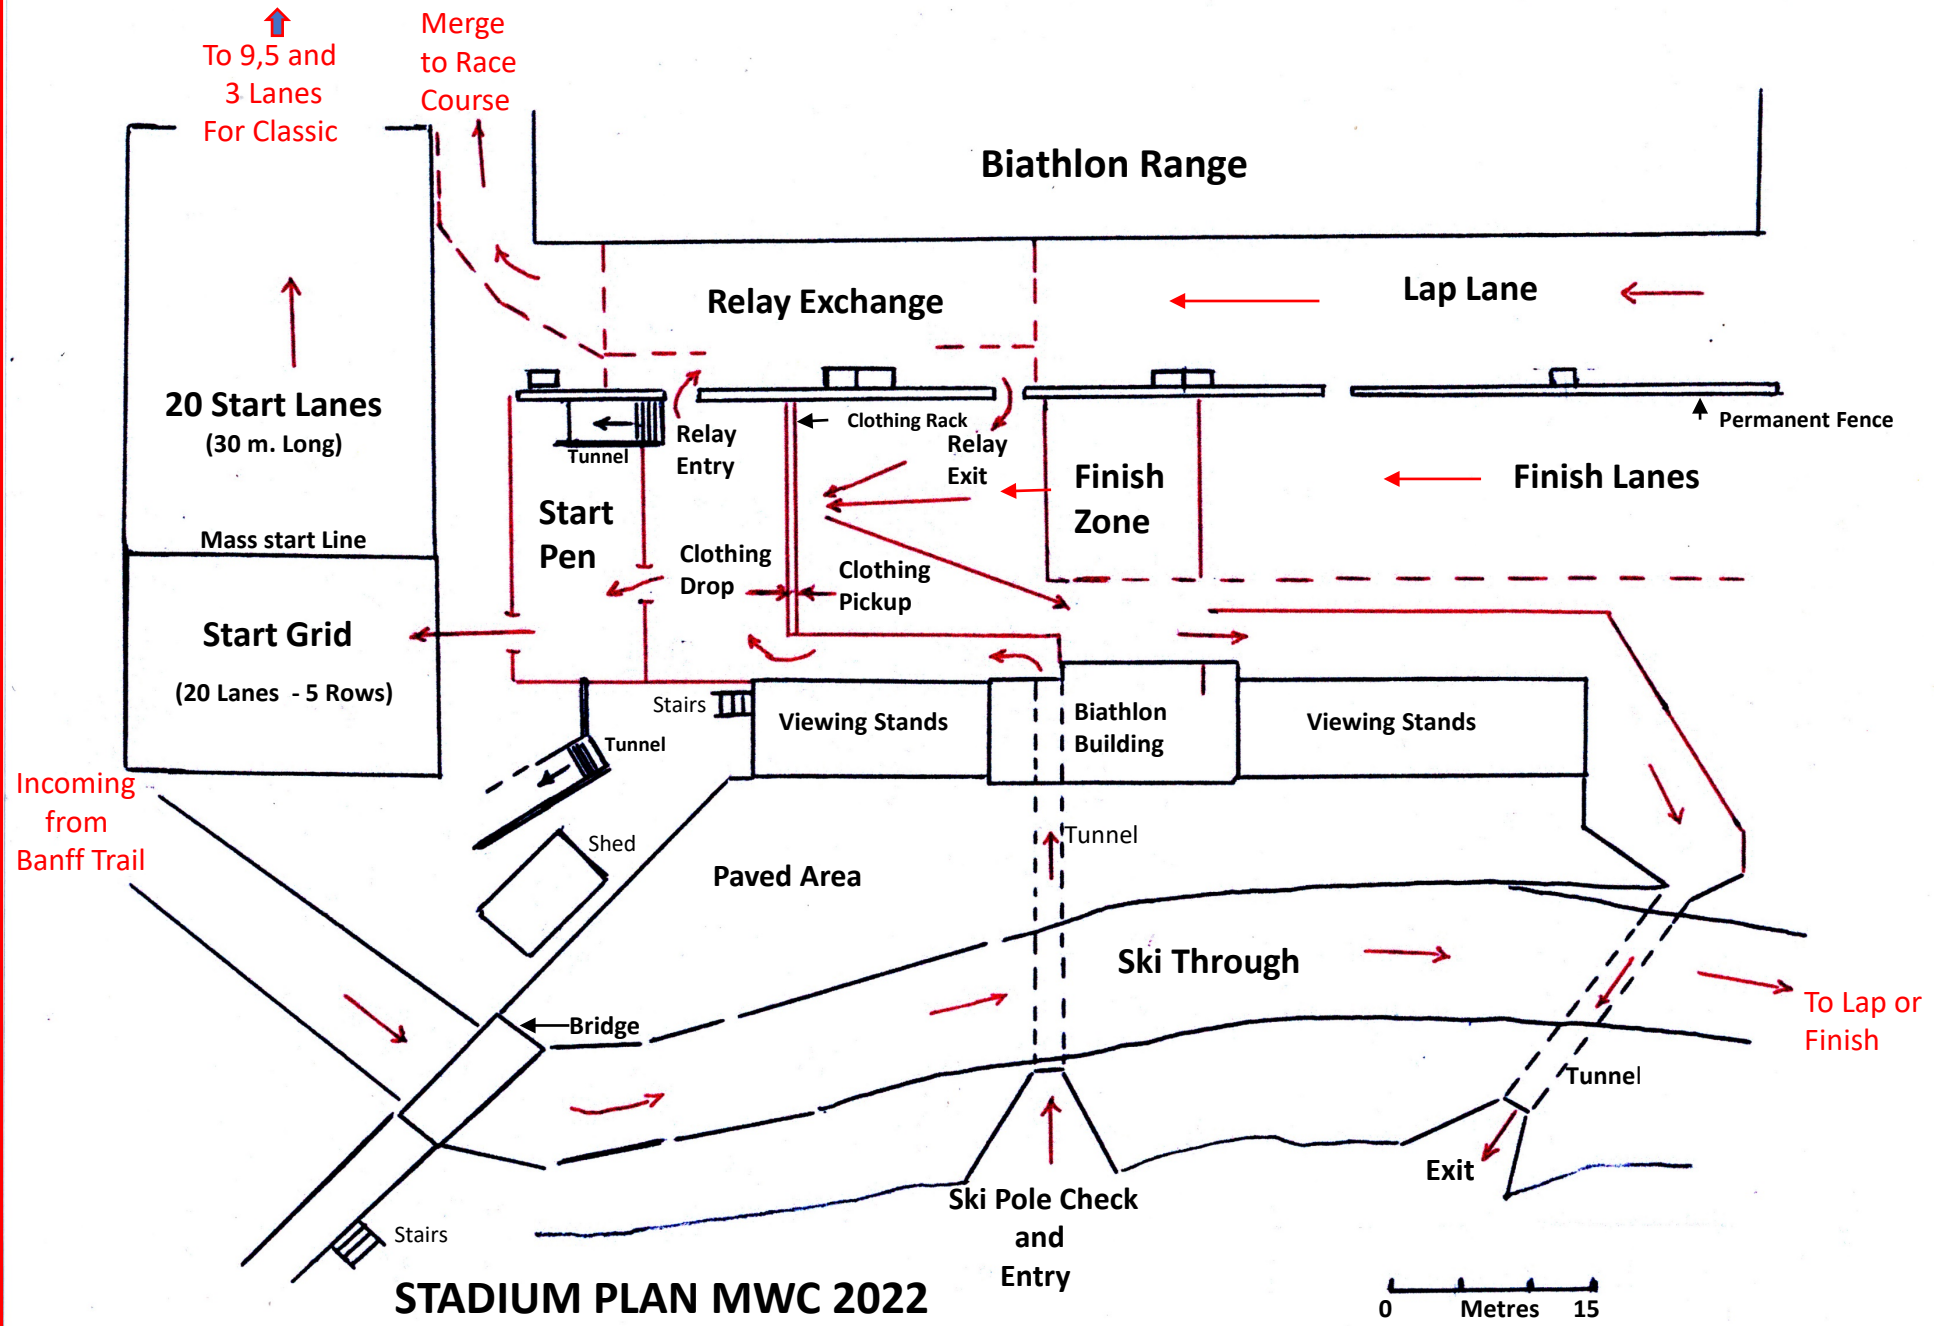 To 9,5 and
3 Lanes
For Classic
Merge
to Race
Course
Biathlon Range
Relay Exchange
Lap Lane
20 Start Lanes
(30 m. Long)
Tunnel
Relay
Entry
Clothing Rack
Relay
Exit
Permanent Fence
Finish
Zone
Finish Lanes
Start
Pen
Mass start Line
Clothing
Drop
Clothing
Pickup
Start Grid
(20 Lanes - 5 Rows)
Stairs
Viewing Stands
Biathlon
Building
Viewing Stands
Tunnel
Incoming
from
Banff Trail
Shed
Tunnel
Paved Area
Ski Through
Bridge
To Lap or
Finish
Tunnel
Exit
Ski Pole Check
and
Entry
Stairs
STADIUM PLAN MWC 2022
0 Metres 15